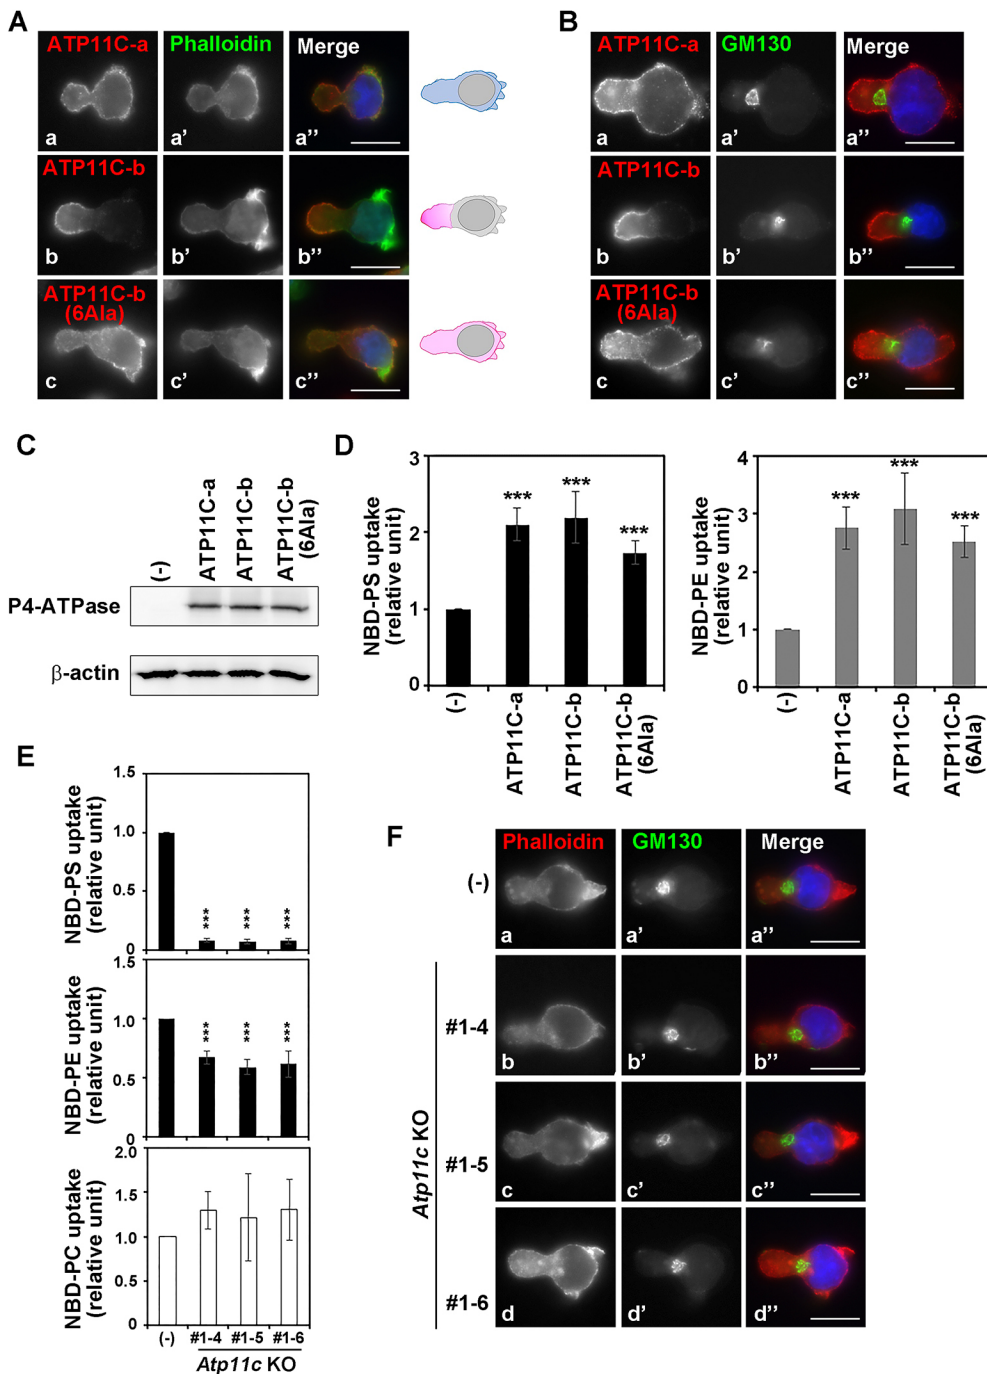 A
ATP11C-a Phalloidin Merge
a a’ a’’
ATP11C-b
b b’ b’’
ATP11C-b
(6Ala)
c c’ c’’
B
ATP11C-a GM130 Merge
a a’ a’’
ATP11C-b
b b’ b’’
ATP11C-b
(6Ala)
c c’ c’’
C
(-)
ATP11C-a
ATP11C-b
ATP11C-b
(6Ala)
P4-ATPase
β-actin
D
NBD-PS uptake
(relative unit)
3
2
1
0
***
***
***
(-)
ATP11C-a
ATP11C-b
ATP11C-b
(6Ala)
NBD-PE uptake
(relative unit)
4
3
2
1
0
***
***
***
(-)
ATP11C-a
ATP11C-b
ATP11C-b
(6Ala)
E
NBD-PS uptake
(relative unit)
1.5
1.0
0.5
0
*** *** ***
NBD-PE uptake
(relative unit)
1.5
1.0
0.5
0
*** *** ***
NBD-PC uptake
(relative unit)
2.0
1.5
1.0
0.5
0
(-) #1-4 #1-5 #1-6
Atp11c KO
F
Phalloidin GM130 Merge
(-)
a a’ a’’
Atp11c KO
#1-4
b b’ b’’
#1-5
c c’ c’’
#1-6
d d’ d’’